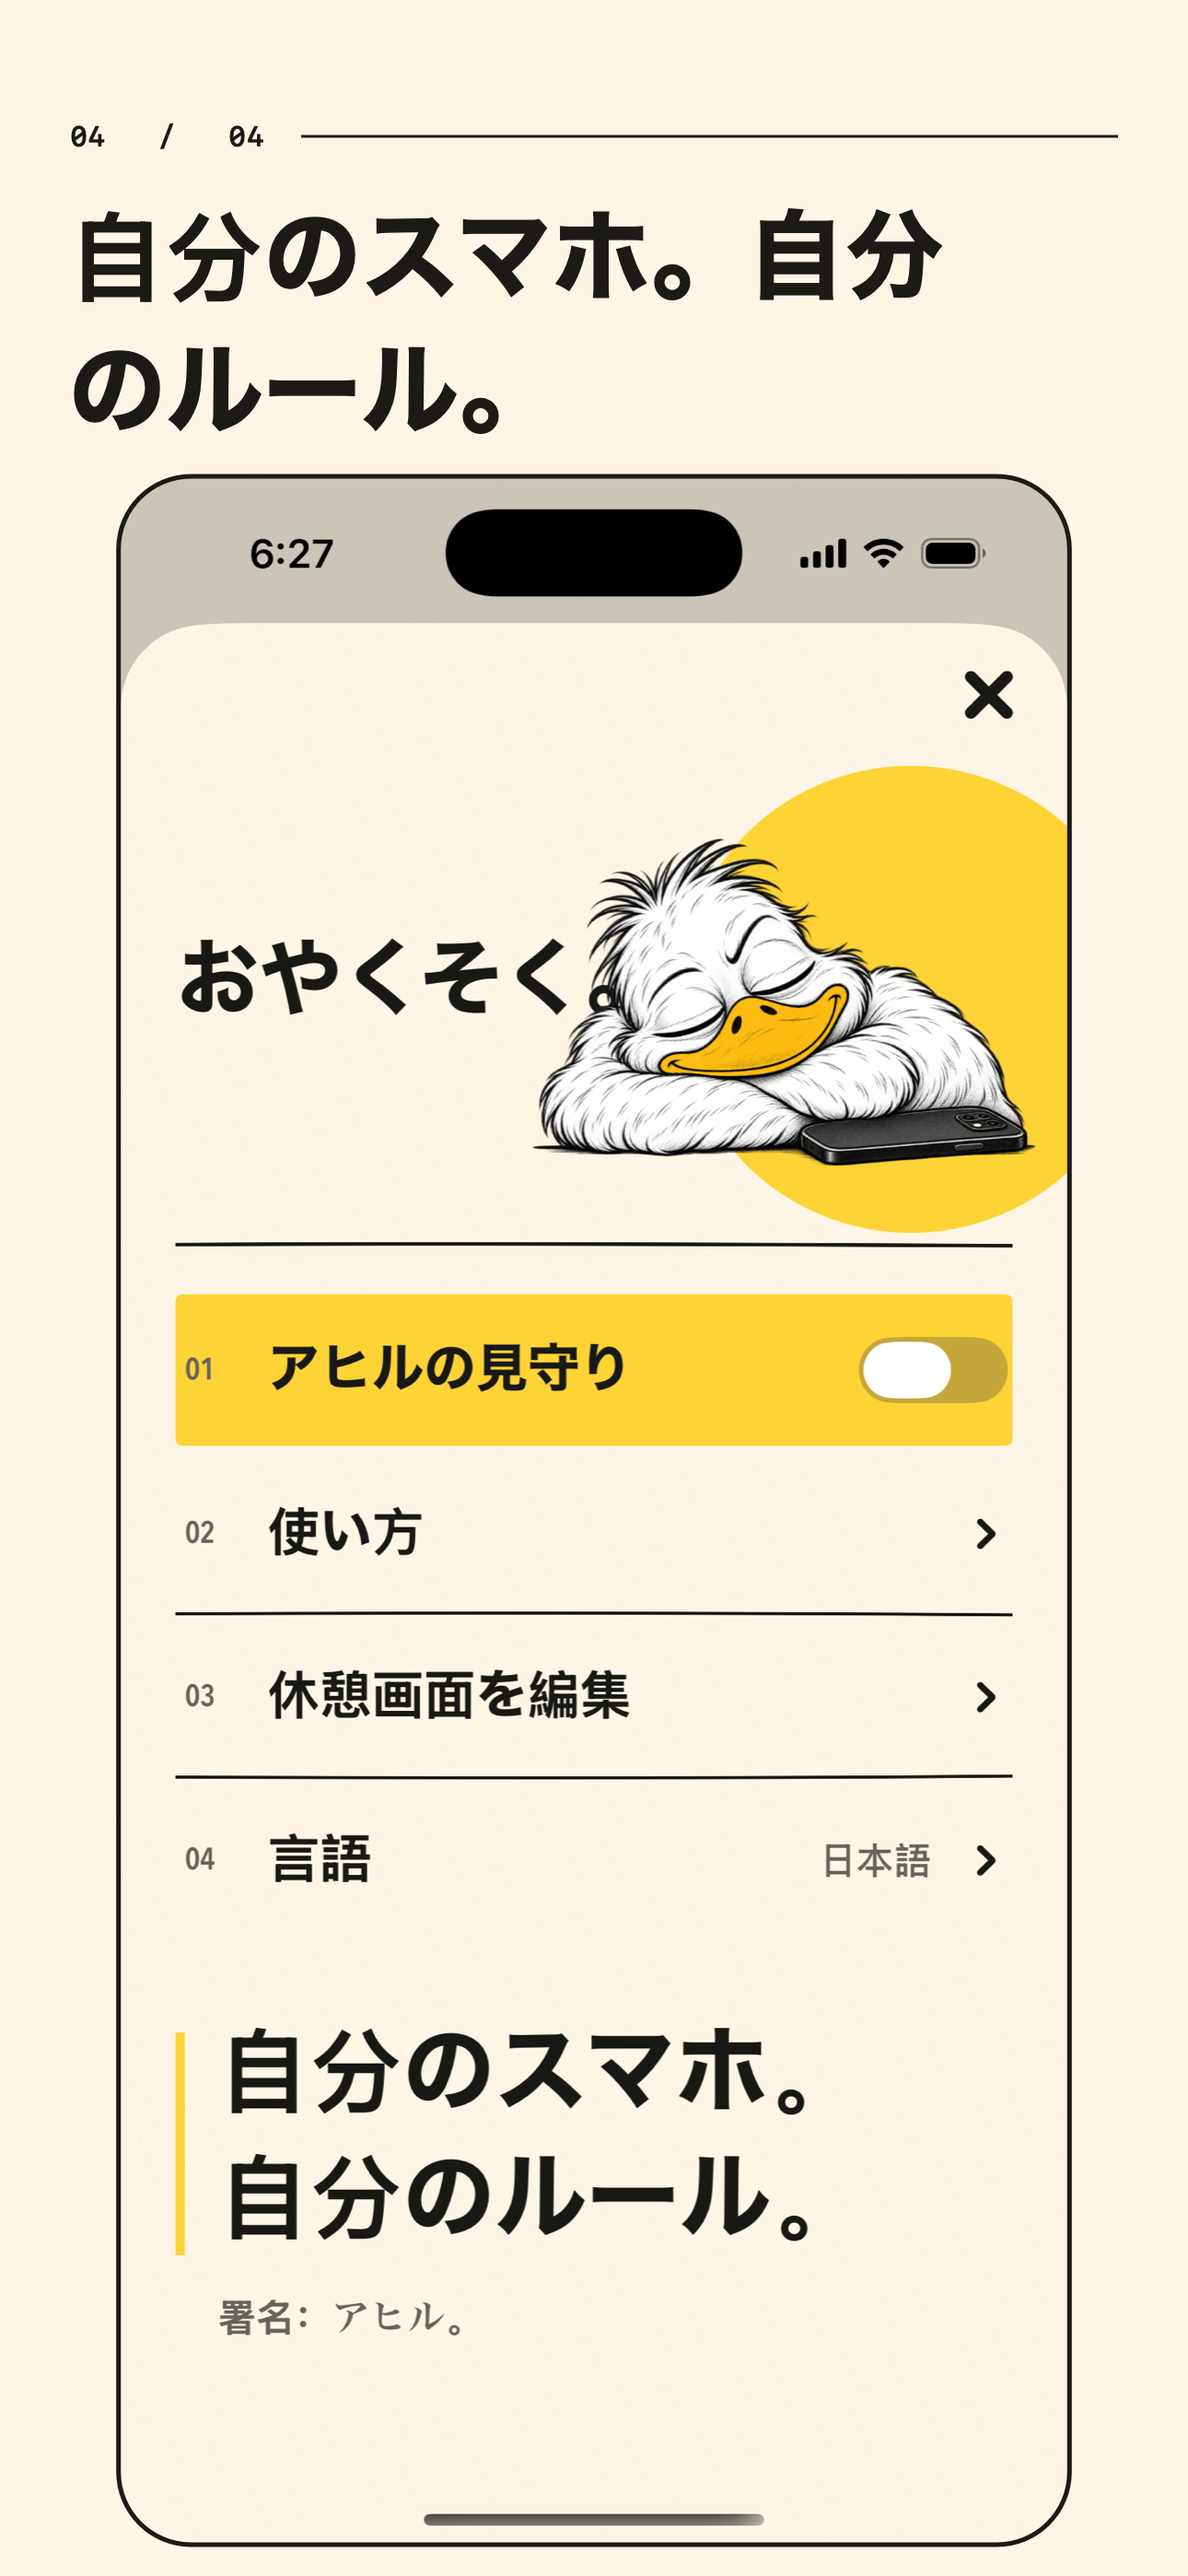 04 / 04
自分のスマホ。自分
のルール。
6:27
おやくそく。
01 アヒルの見守り
02 使い方
03 休憩画面を編集
04 言語 日本語
自分のスマホ。
自分のルール。
署名：アヒル。